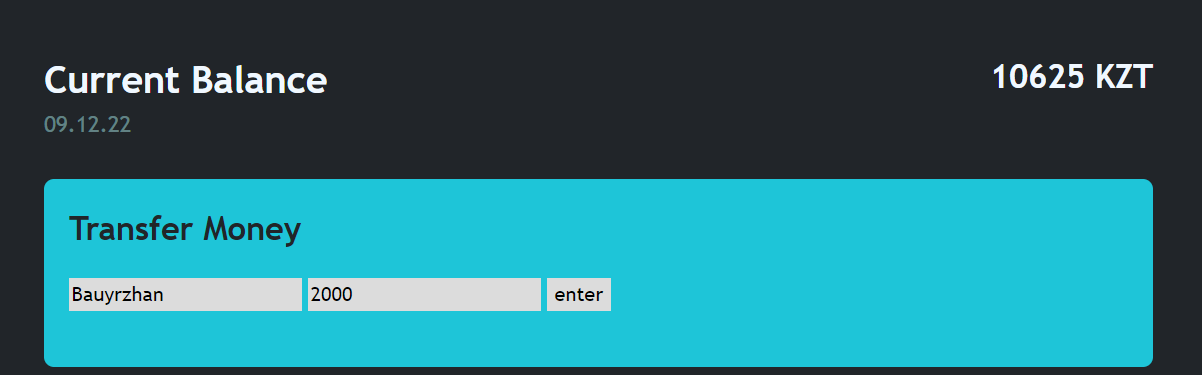 Current Balance
10625 KZT
09.12.22
Transfer Money
Bauyrzhan 2000 enter